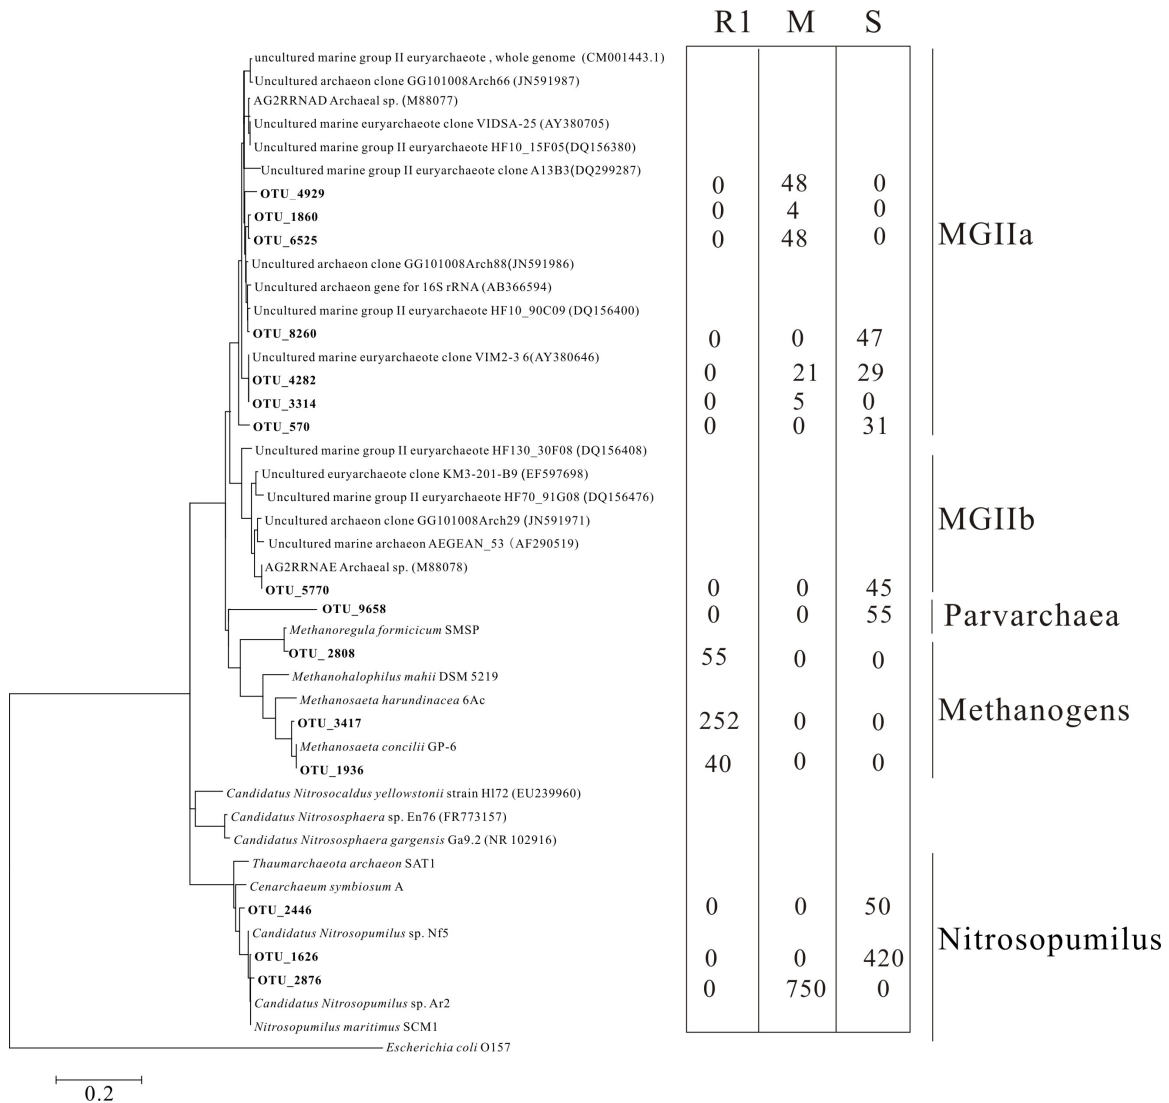 R1 M S
uncultured marine group II euryarchaeote , whole genome (CM001443.1)
Uncultured archaeon clone GG101008Arch66 (JN591987)
AG2RRNAD Archaeal sp. (M88077)
Uncultured marine euryarchaeote clone VIDSA-25 (AY380705)
Uncultured marine group II euryarchaeote HF10_15F05(DQ156380)
Uncultured marine group II euryarchaeote clone A13B3(DQ299287)
OTU_4929 0 48 0
OTU_1860 0 4 0
OTU_6525 0 48 0
MGIIa
Uncultured archaeon clone GG101008Arch88(JN591986)
Uncultured archaeon gene for 16S rRNA (AB366594)
Uncultured marine group II euryarchaeote HF10_90C09 (DQ156400)
OTU_8260 0 0 47
Uncultured marine euryarchaeote clone VIM2-3 6(AY380646)
OTU_4282 0 21 29
OTU_3314 0 5 0
OTU_570 0 0 31
Uncultured marine group II euryarchaeote HF130_30F08 (DQ156408)
Uncultured euryarchaeote clone KM3-201-B9 (EF597698)
Uncultured marine group II euryarchaeote HF70_91G08 (DQ156476)
Uncultured archaeon clone GG101008Arch29 (JN591971)
MGIIb
Uncultured marine archaeon AEGEAN_53 (AF290519)
AG2RRNAE Archaeal sp. (M88078)
OTU_5770 0 0 45
OTU_9658 0 0 55 Parvarchaea
Methanoregula formicicum SMSP
OTU_2808 55 0 0
Methanohalophilus mahii DSM 5219
Methanosaeta harundinacea 6Ac
Methanogens
OTU_3417 252 0 0
Methanosaeta concilii GP-6
OTU_1936 40 0 0
Candidatus Nitrosocaldus yellowstonii strain Hl72 (EU239960)
Candidatus Nitrososphaera sp. En76 (FR773157)
Candidatus Nitrososphaera gargensis Ga9.2 (NR 102916)
Thaumarchaeota archaeon SAT1
Cenarchaeum symbiosum A
OTU_2446 0 0 50
Candidatus Nitrosopumilus sp. Nf5
Nitrosopumilus
OTU_1626 0 0 420
OTU_2876 0 750 0
Candidatus Nitrosopumilus sp. Ar2
Nitrosopumilus maritimus SCM1
Escherichia coli O157
0.2